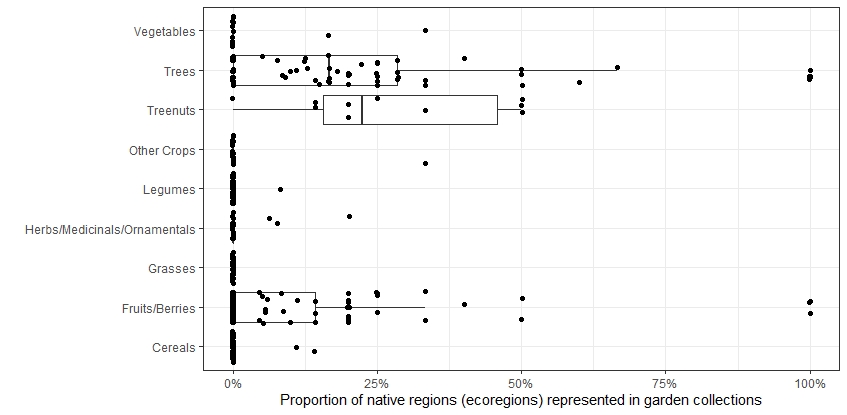 Vegetables
Trees
Treenuts
Other Crops
Legumes
Herbs/Medicinals/Ornamentals
Grasses
Fruits/Berries
Cereals
0% 25% 50% 75% 100%
Proportion of native regions (ecoregions) represented in garden collections